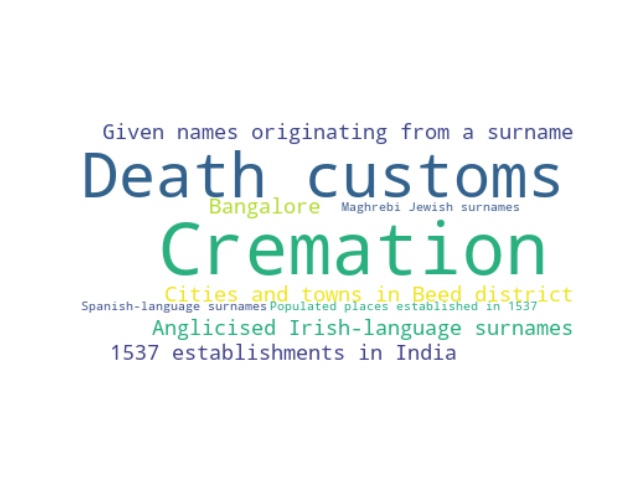 Given names originating from a surname
Death customs
Bangalore
Maghrebi Jewish surnames
Cremation
Cities and towns in Beed district
Spanish-language surnames
Populated places established in 1537
Anglicised Irish-language surnames
1537 establishments in India